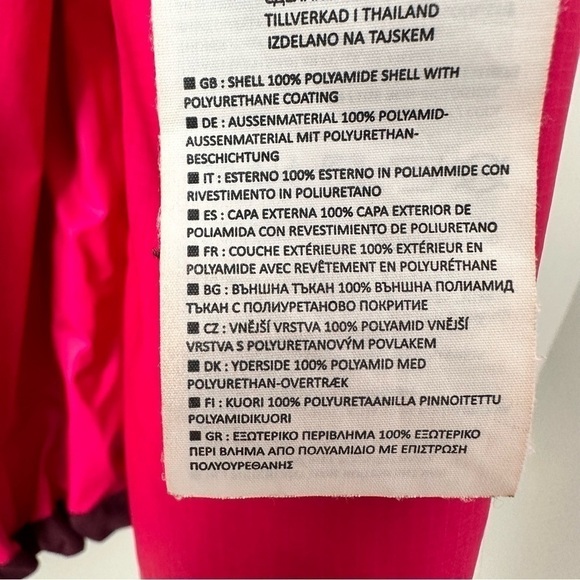 TILLVERKAD I THAILAND
IZDELANO NA TAJSKEM
GB : SHELL 100% POLYAMIDE SHELL WITH
POLYURETHANE COATING
DE : AUSSENMATERIAL 100% POLYAMID-
AUSSENMATERIAL MIT POLYURETHAN-
BESCHICHTUNG
IT : ESTERNO 100% ESTERNO IN POLIAMMIDE CON
RIVESTIMENTO IN POLIURETANO
ES : CAPA EXTERNA 100% CAPA EXTERIOR DE
POLIAMIDA CON REVESTIMENTO DE POLIURETANO
FR : COUCHE EXTÉRIEURE 100% EXTÉRIEUR EN
POLYAMIDE AVEC REVÊTEMENT EN POLYURÉTHANE
BG : ВЪНШНА ТЪКАН 100% ВЪНШНА ПОЛИАМИД
ТЪКАН С ПОЛИУРЕТАНОВО ПОКРИТИЕ
CZ : VNĚJŠÍ VRSTVA 100% POLYAMID VNĚJŠÍ
VRSTVA S POLYURETANOVÝM POVLAKEM
DK : YDERSIDE 100% POLYAMID MED
POLYURETHAN-OVERTRÆK
FI : KUORI 100% POLYURETAANILLA PINNOITETTU
POLYAMIDIKUORI
GR : ΕΞΩΤΕΡΙΚΟ ΠΕΡΙΒΛΗΜΑ 100% ΕΞΩΤΕΡΙΚΟ
ΠΕΡΙ ΒΛΗΜΑ ΑΠΟ ΠΟΛΥΑΜΙΔΙΟ ΜΕ ΕΠΙΣΤΡΩΣΗ
ΠΟΛΥΟΥΡΕΘΑΝΗΣ